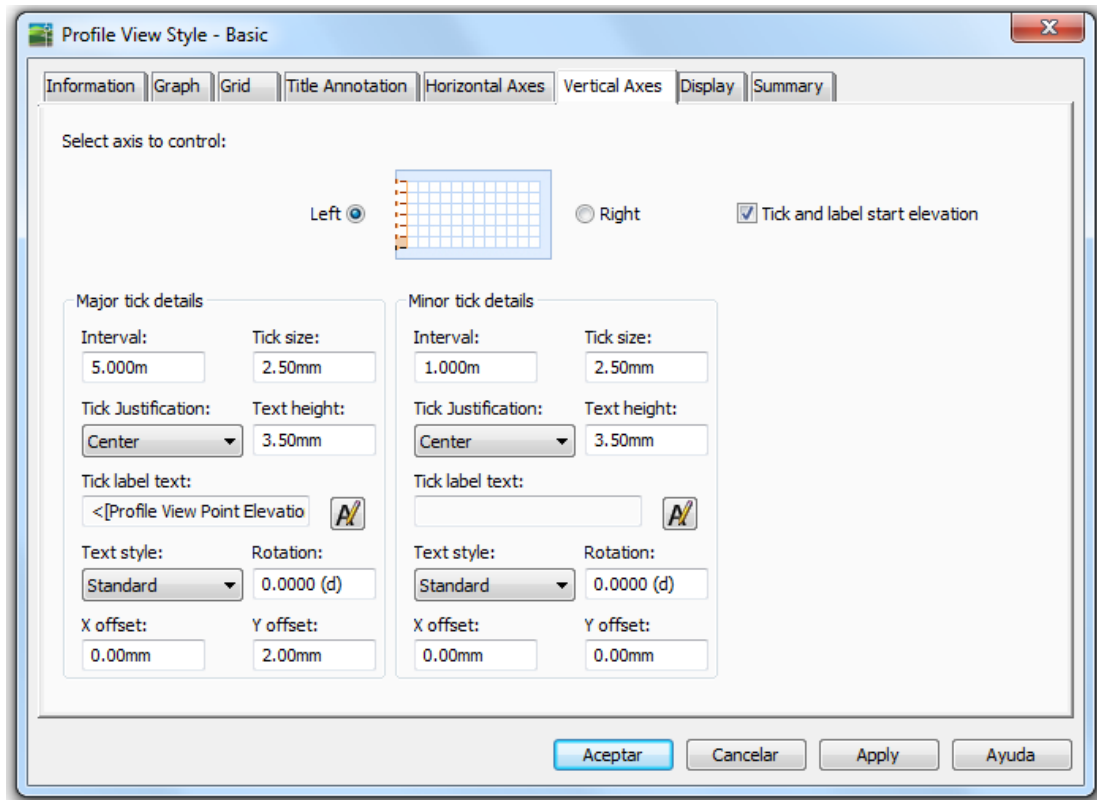 Profile View Style - Basic
Information Graph Grid Title Annotation Horizontal Axes Vertical Axes Display Summary
Select axis to control:
Left Right Tick and label start elevation
Major tick details Minor tick details
Interval: Tick size: Interval: Tick size:
5.000m 2.50mm 1.000m 2.50mm
Tick Justification: Text height: Tick Justification: Text height:
Center 3.50mm Center 3.50mm
Tick label text: Tick label text:
<[Profile View Point Elevatio
Text style: Rotation: Text style: Rotation:
Standard 0.0000 (d) Standard 0.0000 (d)
X offset: Y offset: X offset: Y offset:
0.00mm 2.00mm 0.00mm 0.00mm
Aceptar Cancelar Apply Ayuda